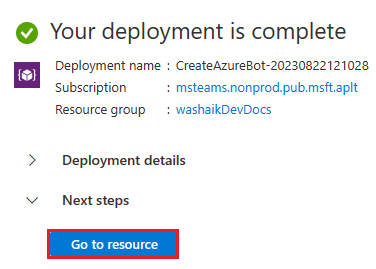 Your deployment is complete
Deployment name : CreateAzureBot-20230822121028
Subscription : msteams.nonprod.pub.msft.aplt
Resource group : washaikDevDocs
Deployment details
Next steps
Go to resource